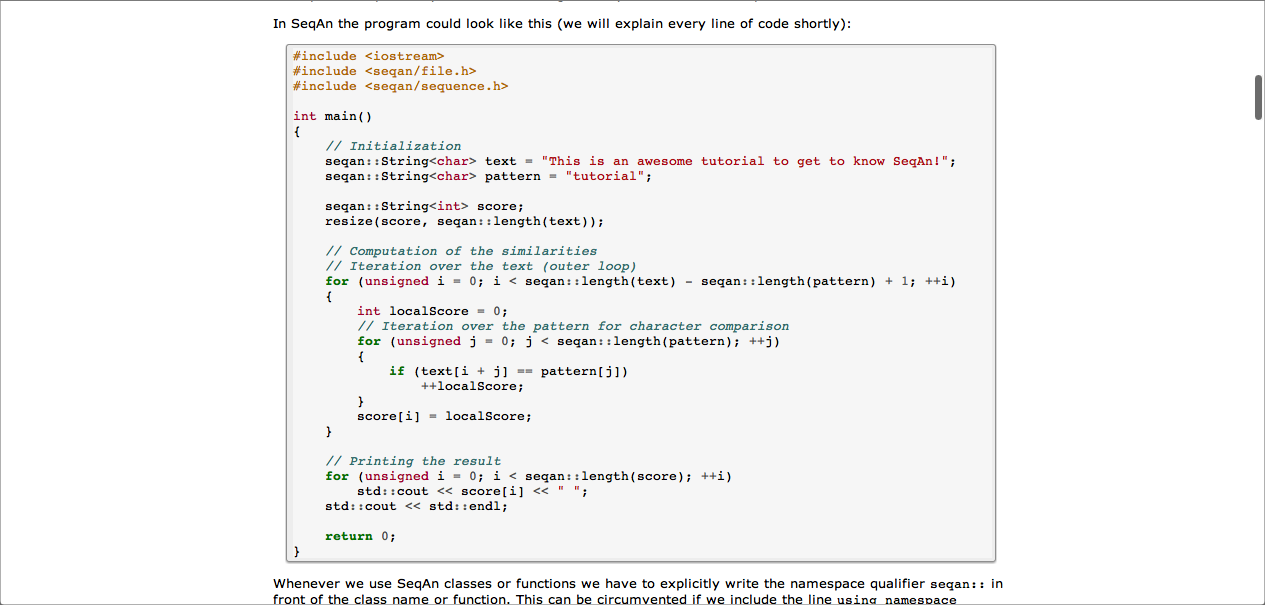 In SeqAn the program could look like this (we will explain every line of code shortly):
#include <iostream>
#include <seqan/file.h>
#include <seqan/sequence.h>

int main()
{
    // Initialization
    seqan::String<char> text = "This is an awesome tutorial to get to know SeqAn!";
    seqan::String<char> pattern = "tutorial";

    seqan::String<int> score;
    resize(score, seqan::length(text));

    // Computation of the similarities
    // Iteration over the text (outer loop)
    for (unsigned i = 0; i < seqan::length(text) - seqan::length(pattern) + 1; ++i)
    {
        int localScore = 0;
        // Iteration over the pattern for character comparison
        for (unsigned j = 0; j < seqan::length(pattern); ++j)
        {
            if (text[i + j] == pattern[j])
                ++localScore;
        }
        score[i] = localScore;
    }

    // Printing the result
    for (unsigned i = 0; i < seqan::length(score); ++i)
        std::cout << score[i] << " ";
    std::cout << std::endl;

    return 0;
}
Whenever we use SeqAn classes or functions we have to explicitly write the namespace qualifier seqan:: in
front of the class name or function. This can be circumvented if we include the line using namespace